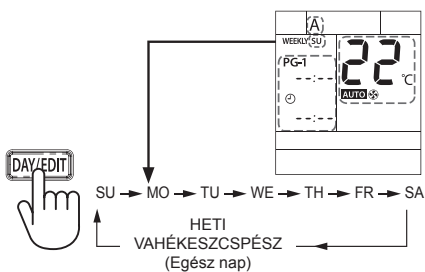 A
WEEKLY SU
PG-1
--:--
--:--
22 °C
AUTO
DAY/EDIT
SU → MO → TU → WE → TH → FR → SA
HETI
VAHÉKESZCSPÉSZ
(Egész nap)